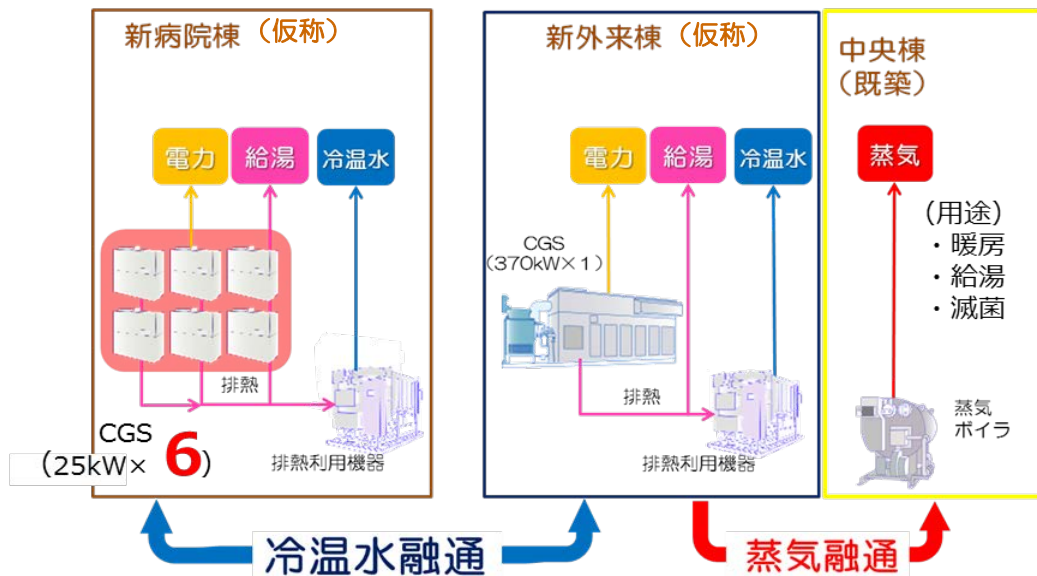 新病院棟（仮称）
電力
給湯
冷温水
排熱
CGS
（25kW× 6）
排熱利用機器
新外来棟（仮称）
電力
給湯
冷温水
CGS
（370kW×１）
排熱
排熱利用機器
中央棟
（既築）
蒸気
（用途）
・暖房
・給湯
・滅菌
蒸気
ボイラ
冷温水融通
蒸気融通